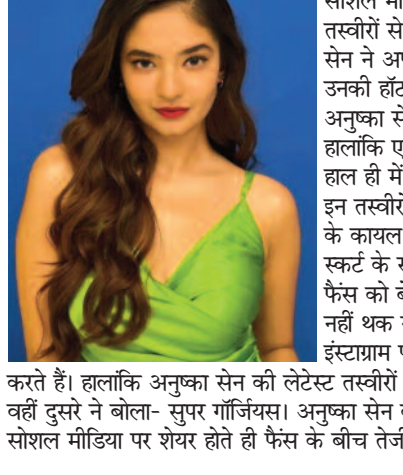 सोशल मी
तस्वीरों से
सेन ने अप
उनकी हॉट
अनुष्का से
हालांकि ए
हाल ही में
इन तस्वीरों
के कायल
स्कर्ट के स
फैंस को बे
नहीं थक
इंस्टाग्राम प
करते हैं। हालांकि अनुष्का सेन की लेटेस्ट तस्वीरों
वहीं दुसरे ने बोला- सुपर गॉर्जियस। अनुष्का सेन
सोशल मीडिया पर शेयर होते ही फैंस के बीच तेजी